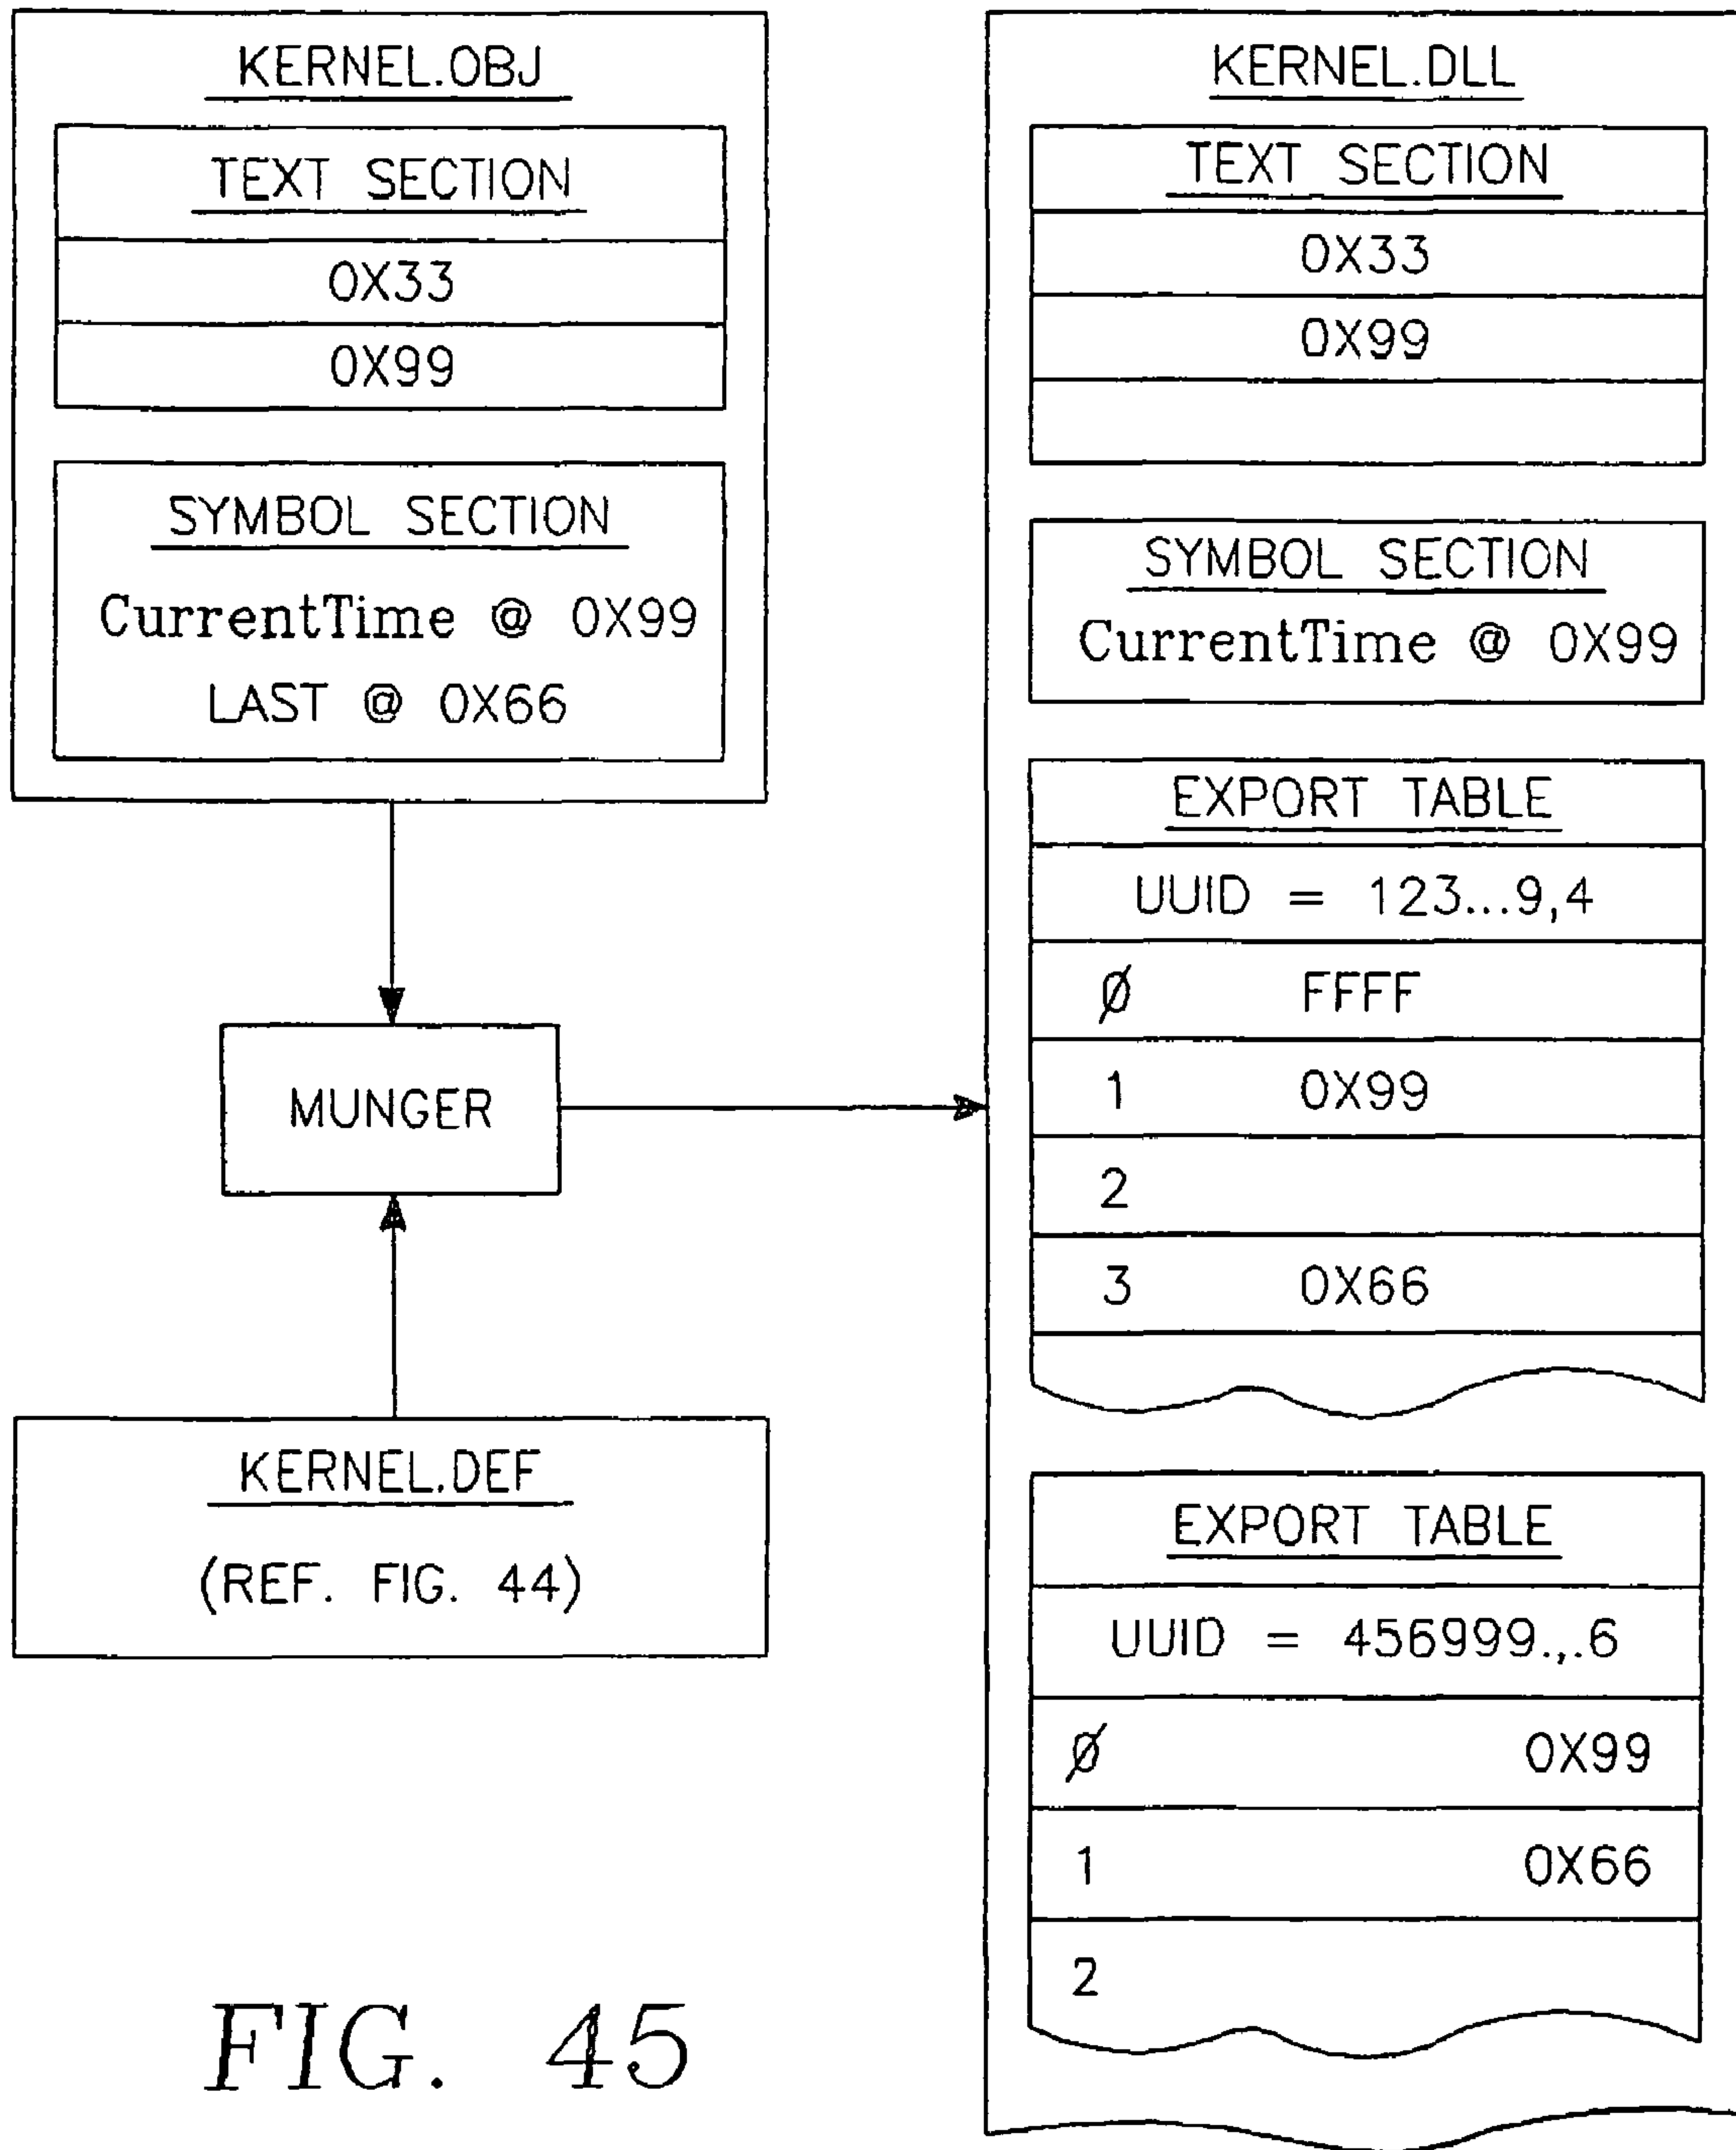 KERNEL.OBJ
TEXT SECTION
0X33
0X99
SYMBOL SECTION
CurrentTime @ 0X99
LAST @ 0X66
MUNGER
KERNEL.DEF
(REF. FIG. 44)
KERNEL.DLL
TEXT SECTION
0X33
0X99
SYMBOL SECTION
CurrentTime @ 0X99
EXPORT TABLE
UUID = 123...9,4
Ø FFFF
1 0X99
2
3 0X66
EXPORT TABLE
UUID = 456999.,.6
Ø 0X99
1 0X66
2
FIG. 45